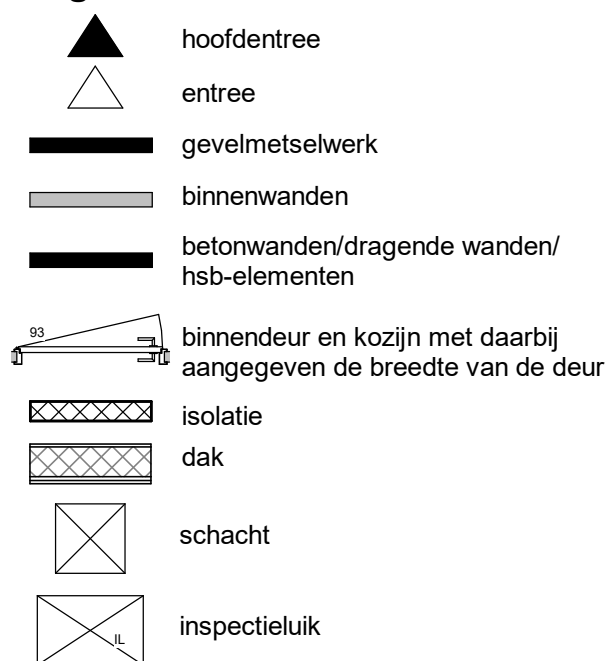 hoofdentree
entree
gevelmetselwerk
binnenwanden
betonwanden/dragende wanden/
hsb-elementen
93
binnendeur en kozijn met daarbij
aangegeven de breedte van de deur
isolatie
dak
schacht
IL
inspectieluik